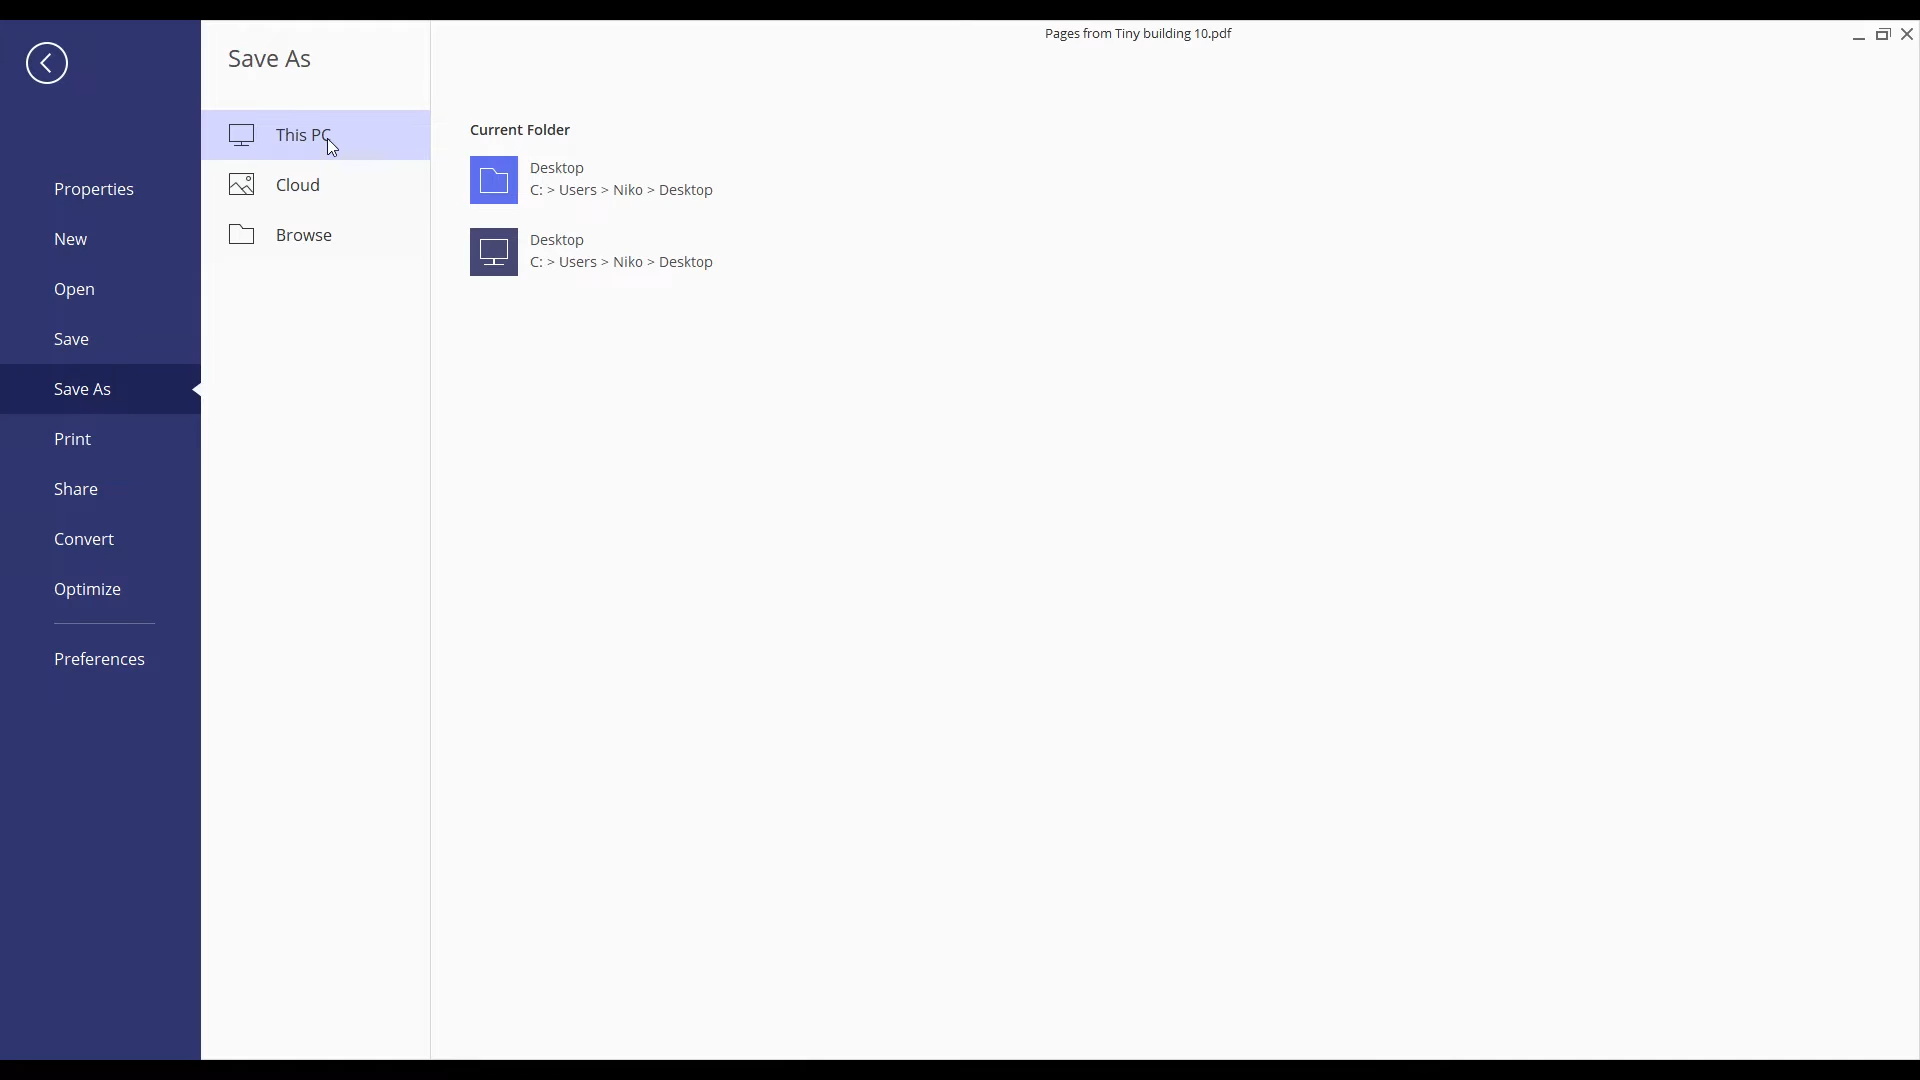 Pages from Tiny building 10.pdf
Save As
This PC
Cloud
Browse
Properties
New
Open
Save
Save As
Print
Share
Convert
Optimize
Preferences
Current Folder
Desktop
C: > Users > Niko > Desktop
Desktop
C: > Users > Niko > Desktop